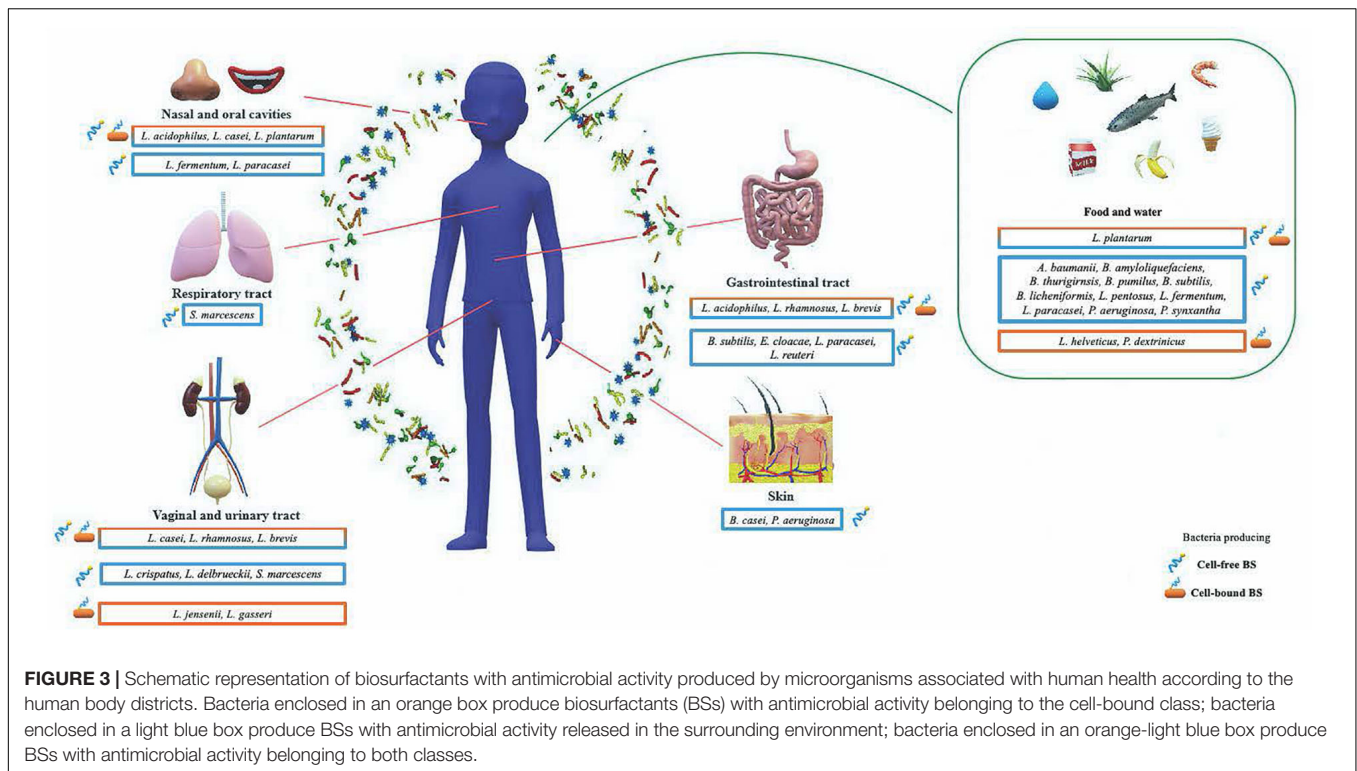 Nasal and oral cavities
L. acidophilus, L. casei, L. plantarum
L. fermentum, L. paracasei
Respiratory tract
S. marcescens
Vaginal and urinary tract
L. casei, L. rhamnosus, L. brevis
L. crispatus, L. delbrueckii, S. marcescens
L. jensenii, L. gasseri
Gastrointestinal tract
L. acidophilus, L. rhamnosus, L. brevis
B. subtilis, E. cloacae, L. paracasei,
L. reuteri
Skin
B. casei, P. aeruginosa
MILK
Food and water
L. plantarum
A. baumanii, B. amyloliquefaciens,
B. thurigirnsis, B. pumilus, B. subtilis,
B. licheniformis, L. pentosus, L. fermentum,
L. paracasei, P. aeruginosa, P. synxantha
L. helveticus, P. dextrinicus
Bacteria producing
Cell-free BS
Cell-bound BS
FIGURE 3 | Schematic representation of biosurfactants with antimicrobial activity produced by microorganisms associated with human health according to the
human body districts. Bacteria enclosed in an orange box produce biosurfactants (BSs) with antimicrobial activity belonging to the cell-bound class; bacteria
enclosed in a light blue box produce BSs with antimicrobial activity released in the surrounding environment; bacteria enclosed in an orange-light blue box produce
BSs with antimicrobial activity belonging to both classes.